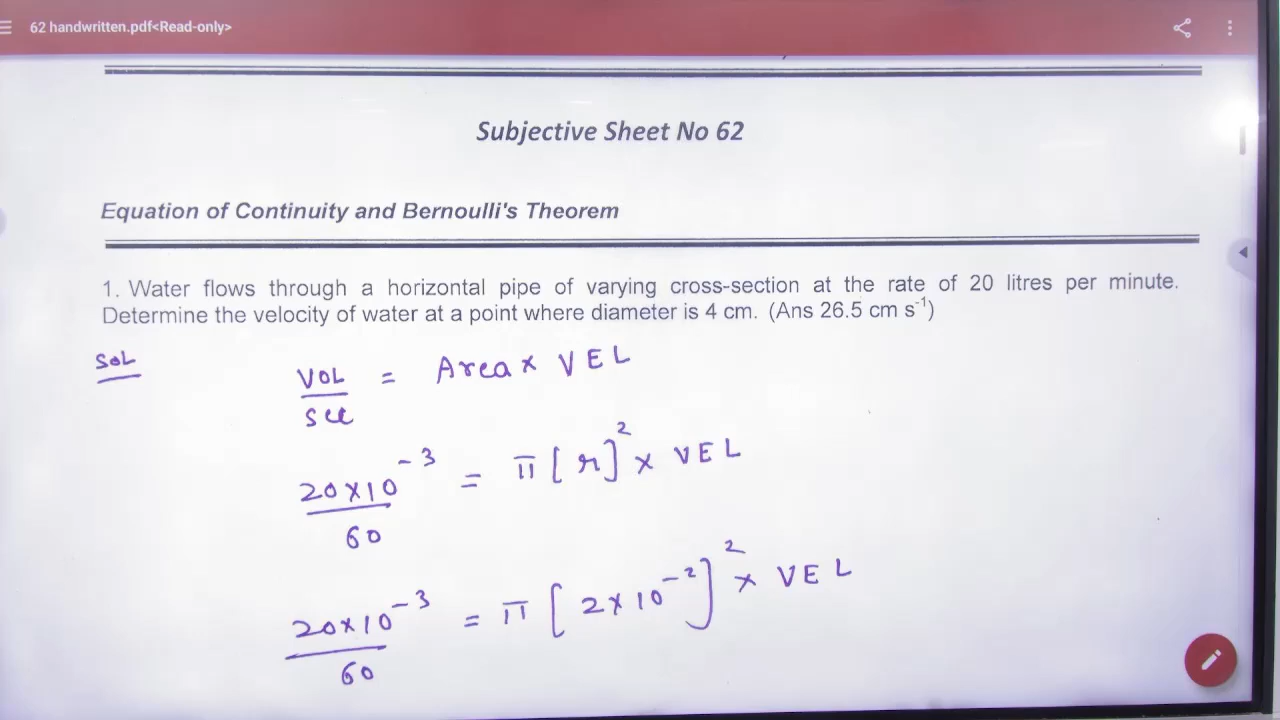 62 handwritten.pdf<Read-only>
Subjective Sheet No 62
Equation of Continuity and Bernoulli's Theorem
1. Water flows through a horizontal pipe of varying cross-section at the rate of 20 litres per minute.
Determine the velocity of water at a point where diameter is 4 cm. (Ans 26.5 cm s⁻¹)
SOL
VOL/sec = Area × VEL
20×10⁻³/60 = π[r]² × VEL
20×10⁻³/60 = π[2×10⁻²]² × VEL